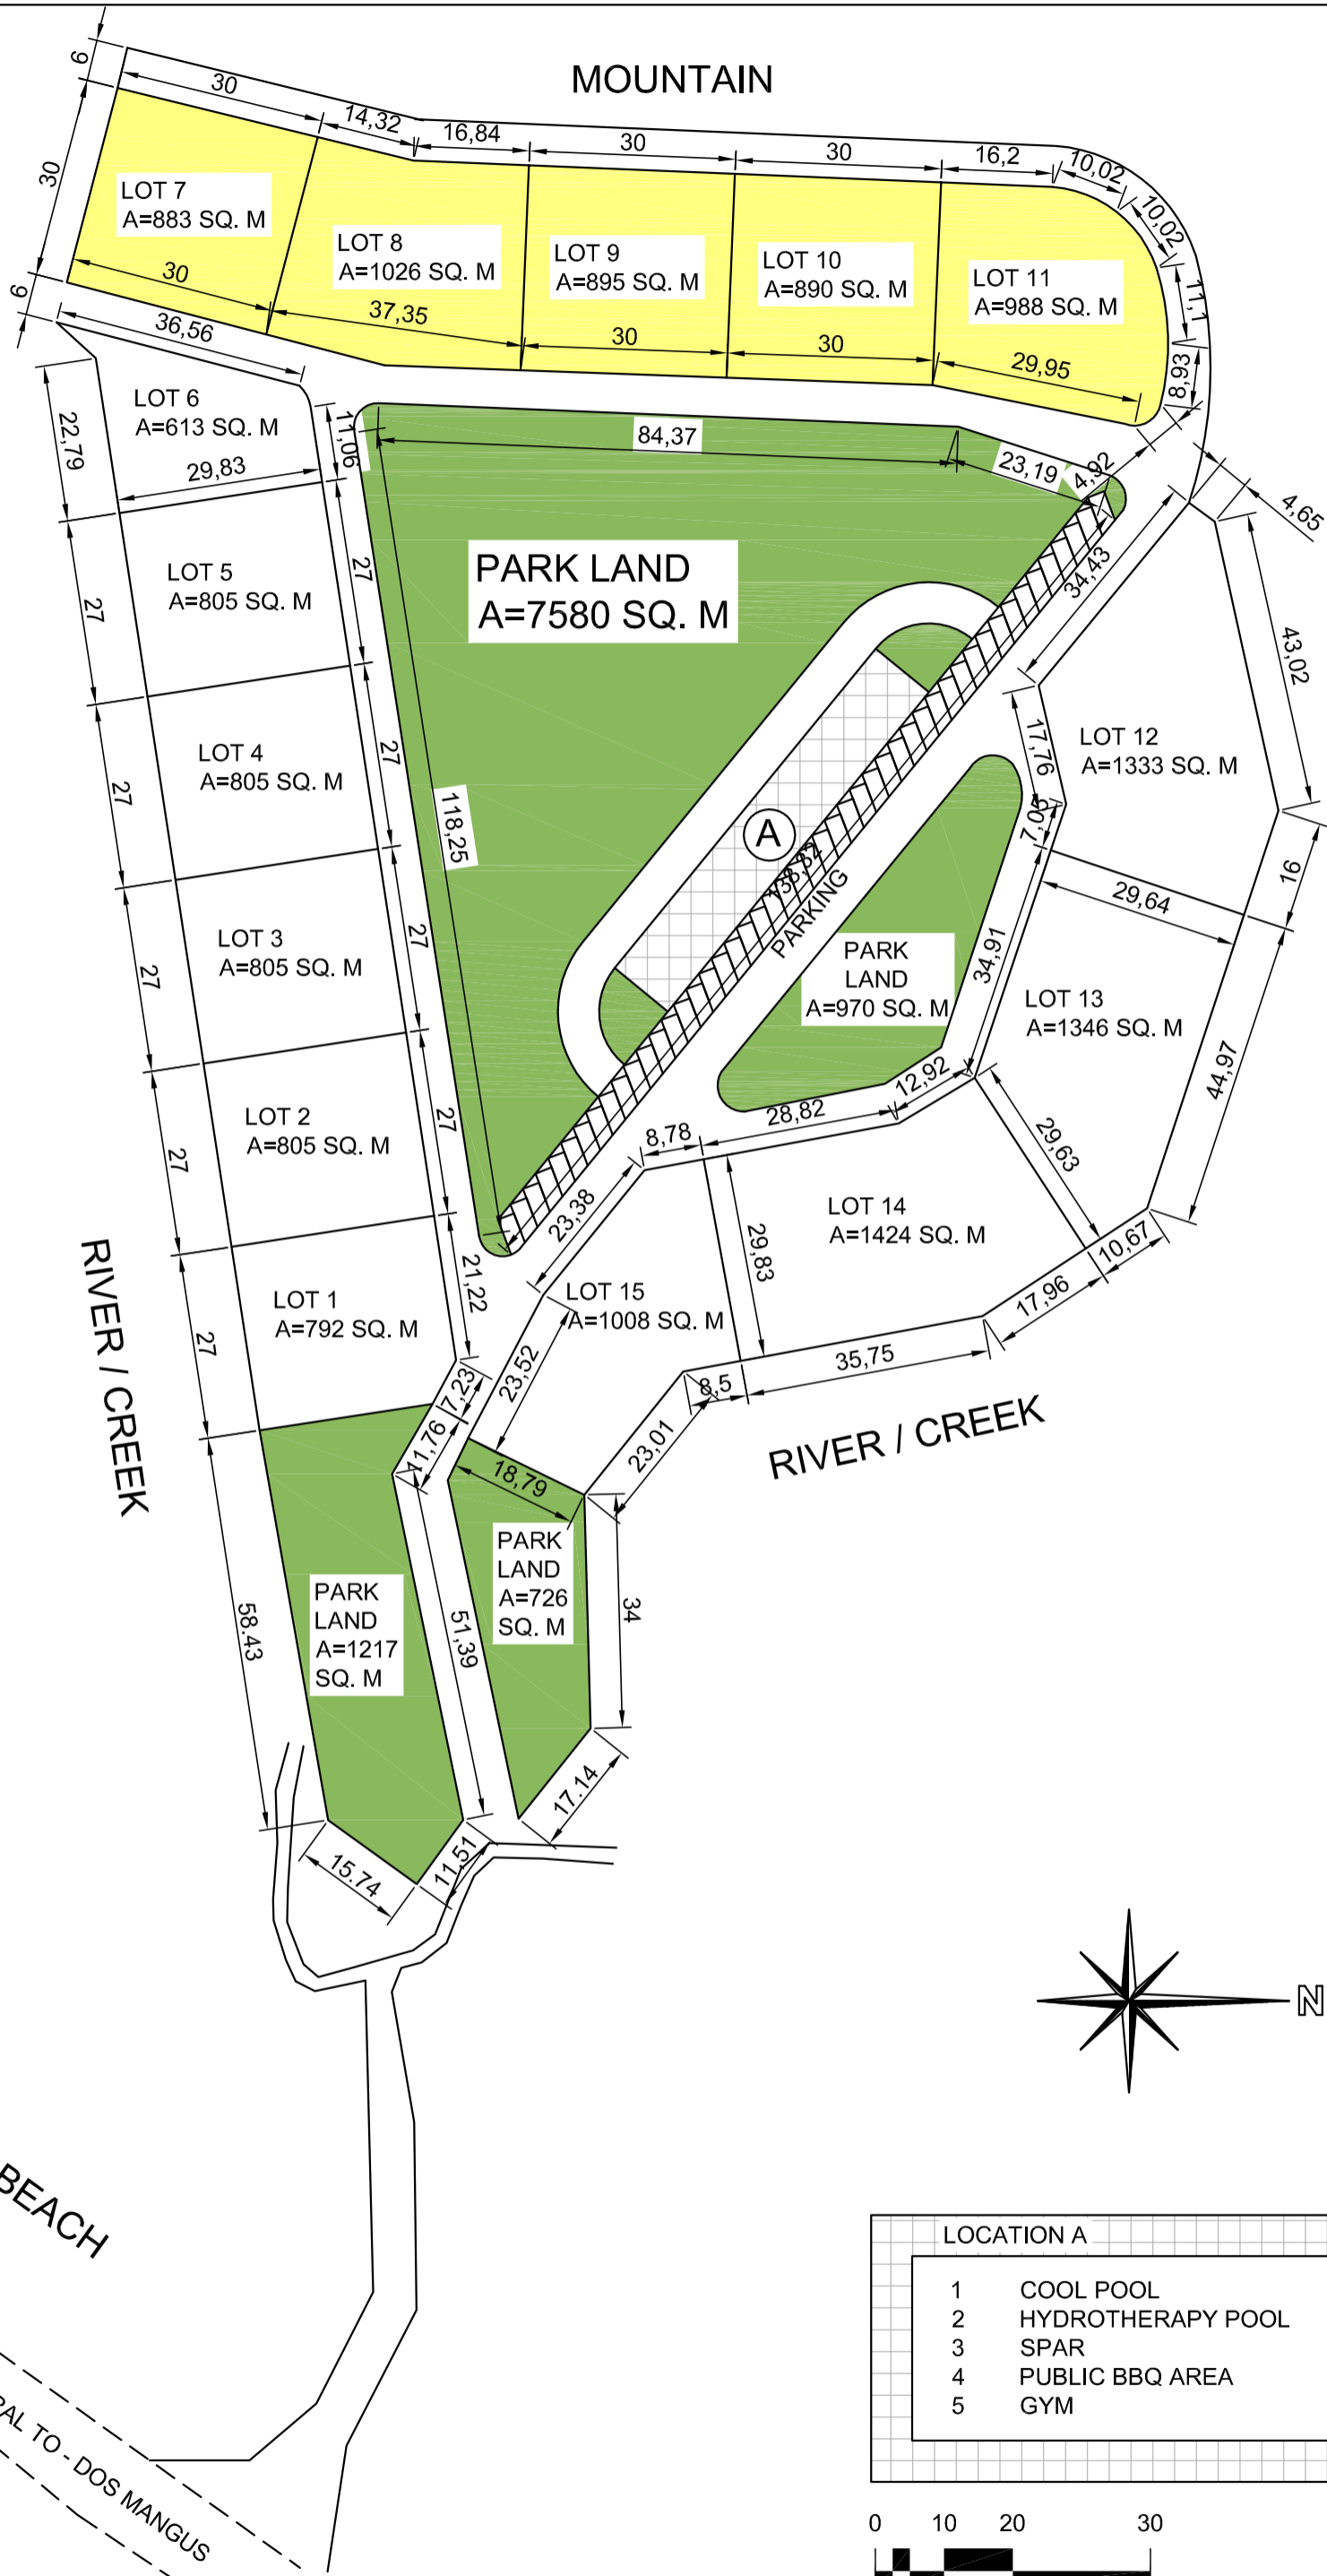 MOUNTAIN
6
30
14,32
16,84
30
30
16,2
10,02
10,02
11,1
8,93
30
6
LOT 7
A=883 SQ. M
LOT 8
A=1026 SQ. M
LOT 9
A=895 SQ. M
LOT 10
A=890 SQ. M
LOT 11
A=988 SQ. M
30
37,35
30
30
29,95
36,56
LOT 6
A=613 SQ. M
22,79
29,83
11,06
84,37
23,19
4,92
4,65
34,43
43,02
PARK LAND
A=7580 SQ. M
LOT 5
A=805 SQ. M
27
27
LOT 4
A=805 SQ. M
27
27
118,25
LOT 12
A=1333 SQ. M
17,76
7,05
16
29,64
A
PARKING
LOT 3
A=805 SQ. M
27
27
PARK
LAND
A=970 SQ. M
34,91
LOT 13
A=1346 SQ. M
44,97
12,92
28,82
8,78
29,63
LOT 2
A=805 SQ. M
27
27
23,38
29,83
LOT 14
A=1424 SQ. M
10,67
17,96
RIVER / CREEK
LOT 1
A=792 SQ. M
27
21,22
LOT 15
A=1008 SQ. M
23,52
7,23
11,76
35,75
8,5
23,01
RIVER / CREEK
18,79
PARK
LAND
A=726
SQ. M
34
PARK
LAND
A=1217
SQ. M
58.43
51,39
17.14
15.74
11,51
N
BEACH
TO - DOS MANGUS
LOCATION A
1 COOL POOL
2 HYDROTHERAPY POOL
3 SPAR
4 PUBLIC BBQ AREA
5 GYM
0 10 20 30